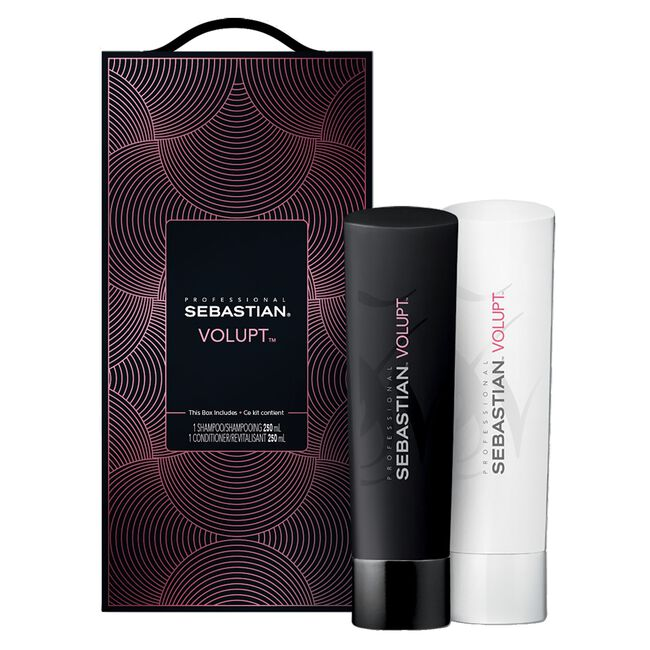 PROFESSIONAL
SEBASTIAN®
VOLUPT™
This Box Includes • Ce kit contient
1 SHAMPOO/SHAMPOOING 250 mL
1 CONDITIONER/REVITALISANT 250 mL
PROFESSIONAL
SEBASTIAN. VOLUPT.
PROFESSIONAL
SEBASTIAN. VOLUPT.